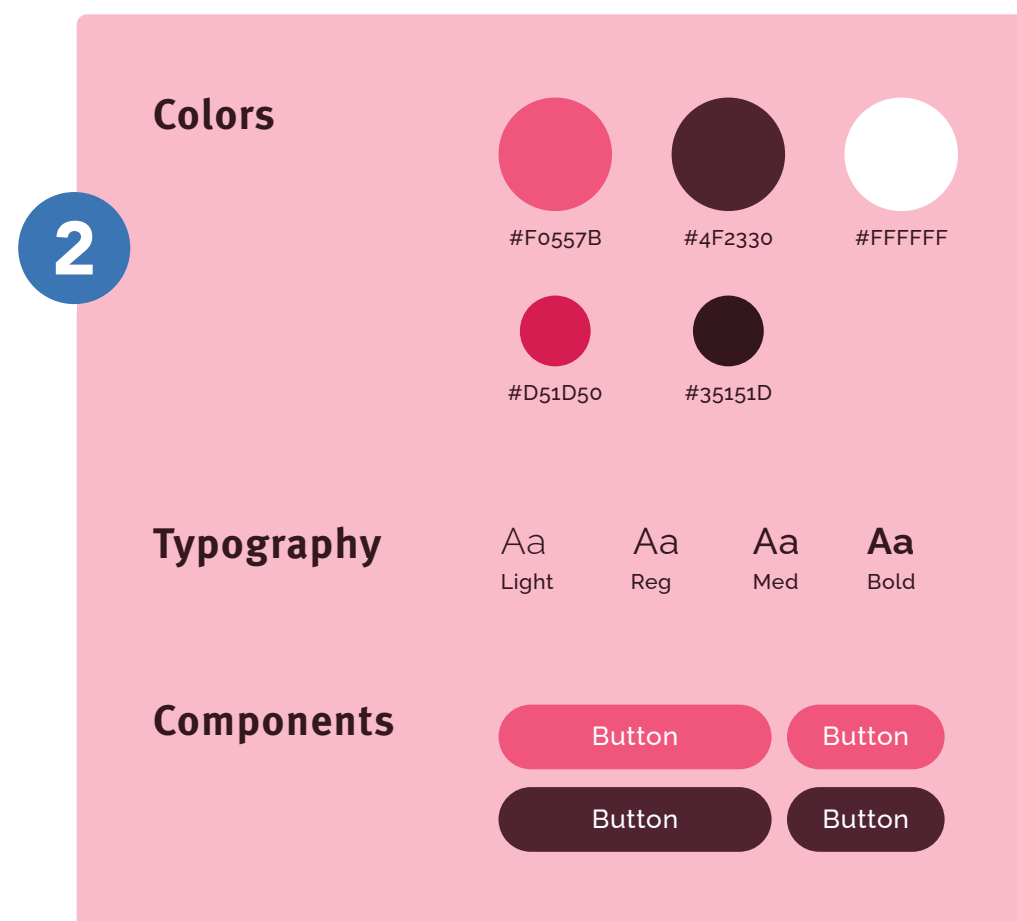 Colors
2
#F0557B
#4F2330
#FFFFFF
#D51D50
#35151D
Typography
Aa Aa Aa Aa
Light Reg Med Bold
Components
Button Button
Button Button